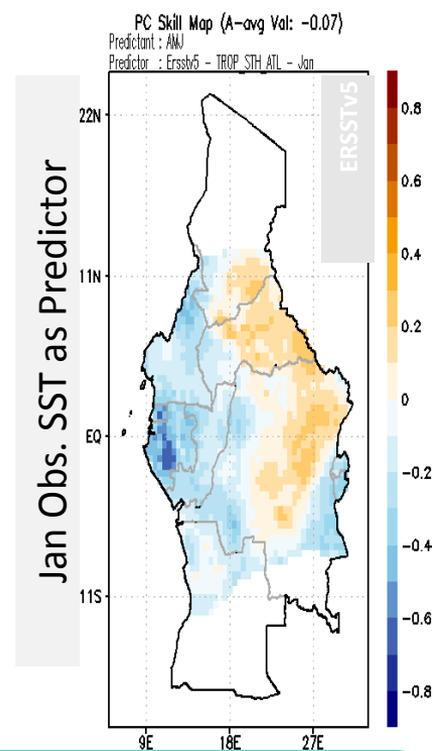 PC Skill Map (A-avg Val: -0.07)
Predictant : AMJ
Predictor : Ersstv5 - TROP_STH_ATL - Jan
Jan Obs. SST as Predictor
ERSSTv5
22N
11N
EQ
11S
9E 18E 27E
0.8
0.6
0.4
0.2
0
-0.2
-0.4
-0.6
-0.8